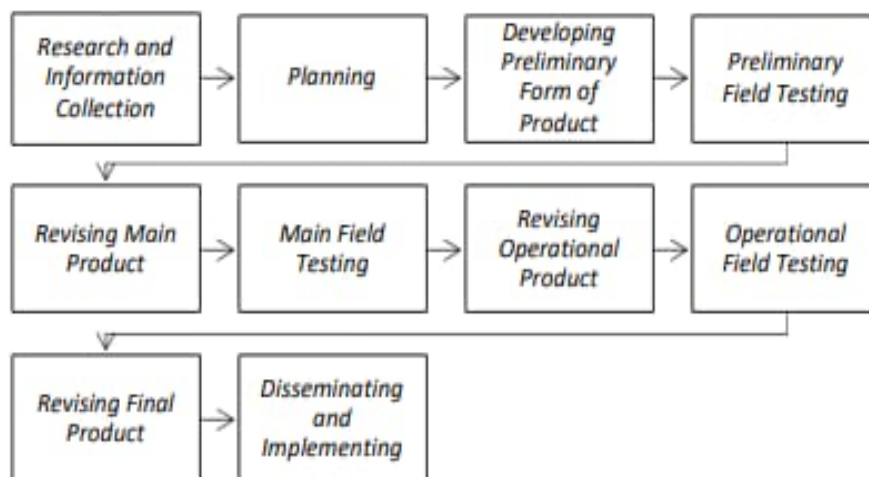 Research and
Information
Collection
Planning
Developing
Preliminary
Form of
Product
Preliminary
Field Testing
Revising Main
Product
Main Field
Testing
Revising
Operational
Product
Operational
Field Testing
Revising Final
Product
Disseminating
and
Implementing